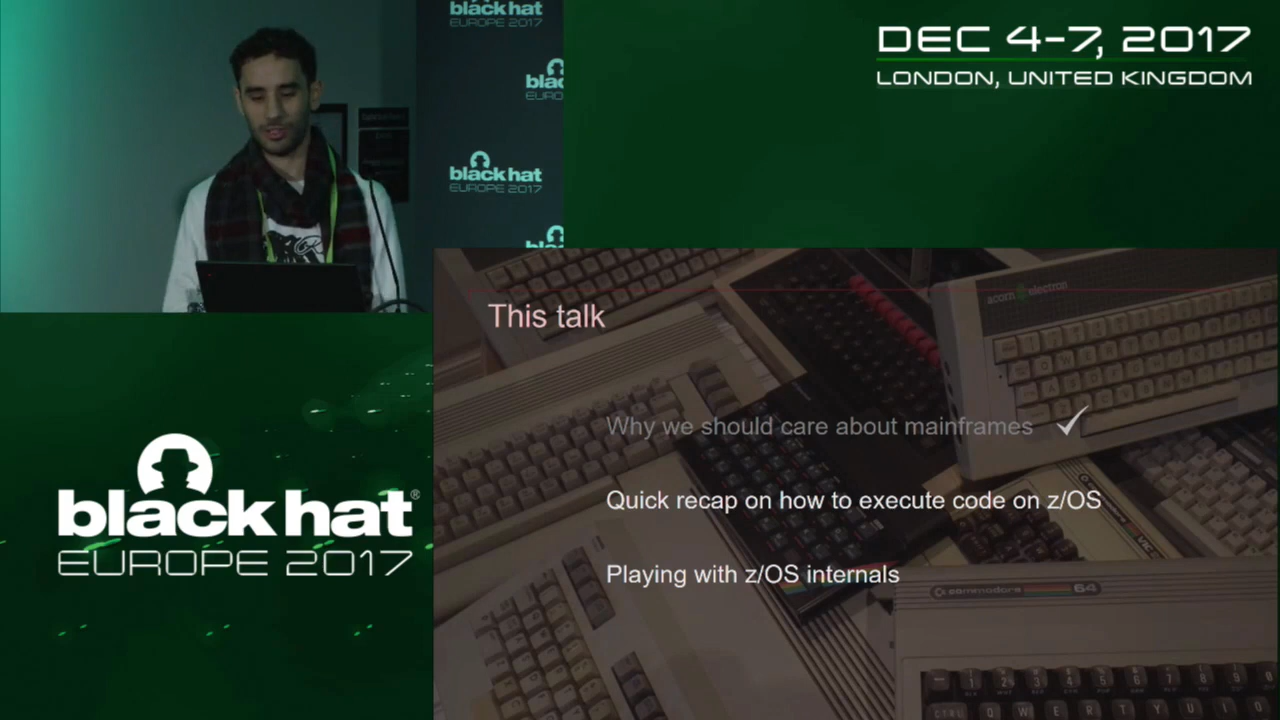 black hat
EUROPE 2017
DEC 4-7, 2017
LONDON, UNITED KINGDOM
black hat
EUROPE 2017
This talk
acorn electron
Why we should care about mainframes
Quick recap on how to execute code on z/OS
Playing with z/OS internals
commodore 64
black hat®
EUROPE 2017